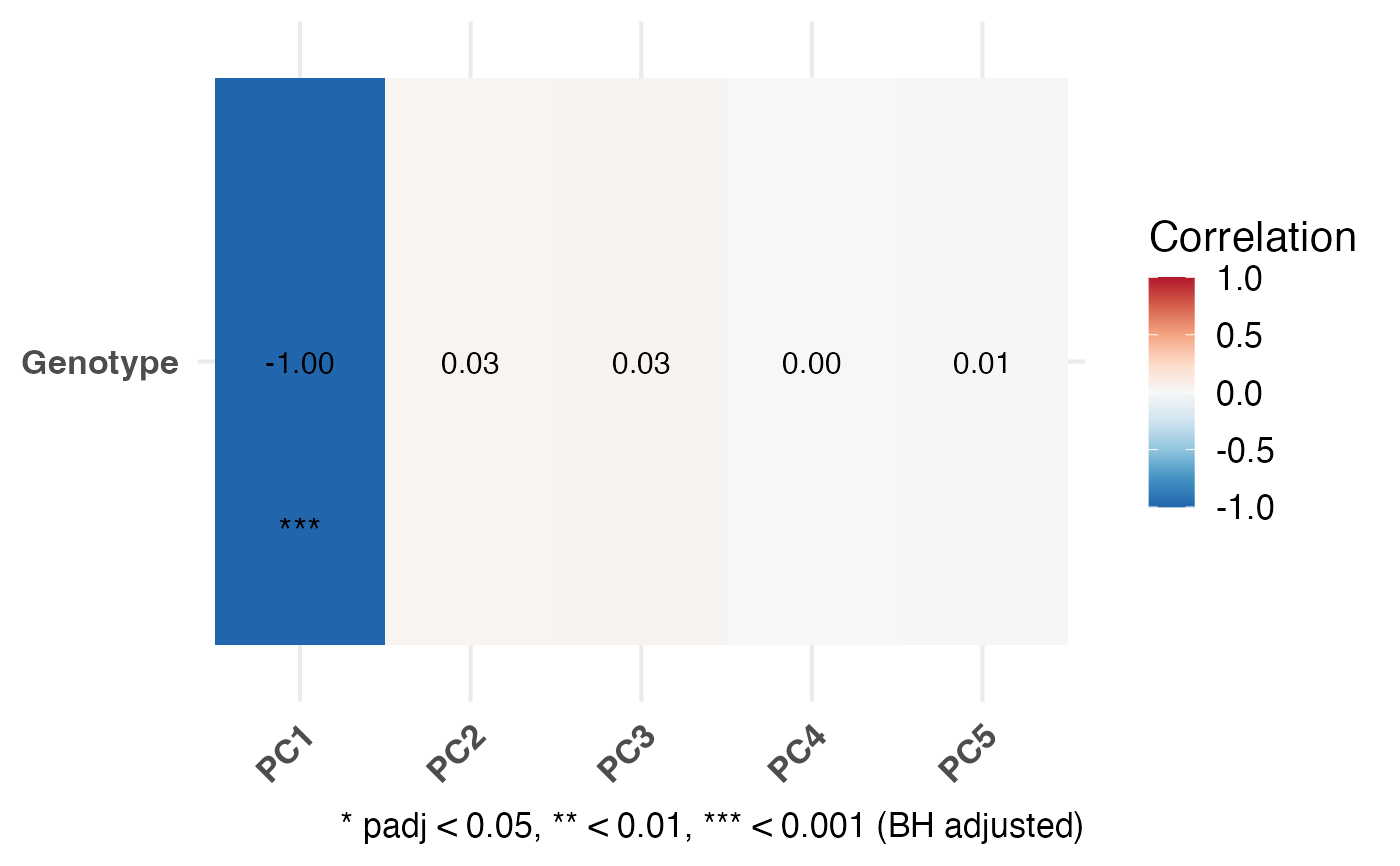 Correlation
1.0
0.5
0.0
-0.5
-1.0
Genotype
-1.00
0.03
0.03
0.00
0.01
***
PC1
PC2
PC3
PC4
PC5
* padj < 0.05, ** < 0.01, *** < 0.001 (BH adjusted)